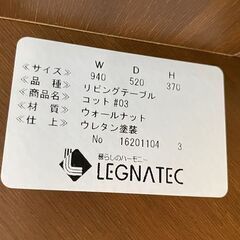 W D H
≪サイズ≫ 940 520 370
≪品種≫ リビングテーブル
≪商品名≫ コット #03
≪材質≫ ウォールナット
≪仕上≫ ウレタン塗装
No 16201104 3
暮らしのハーモニー
LEGNATEC